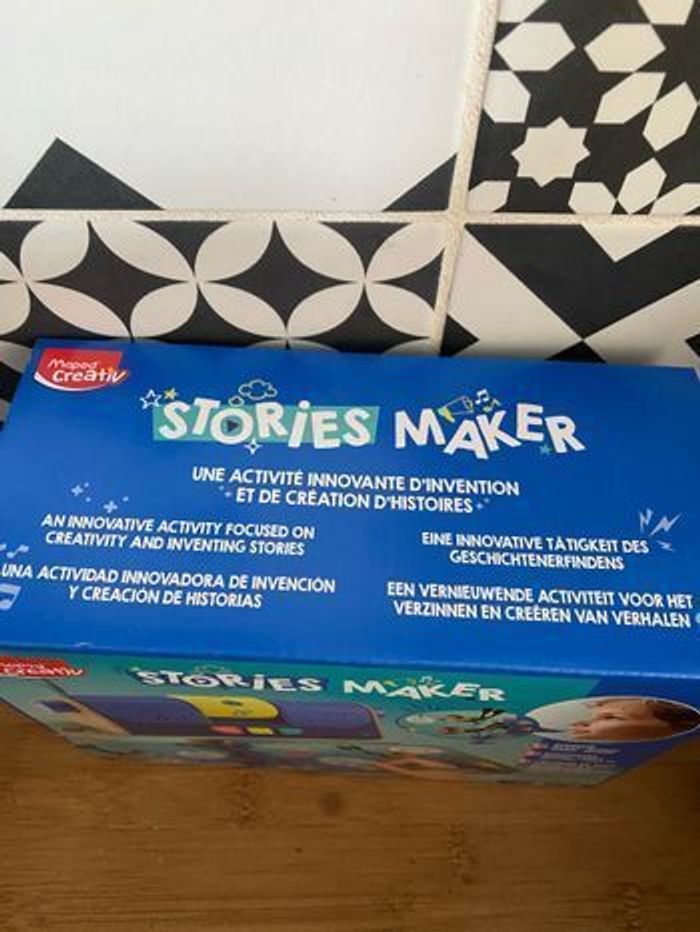 Maped
Creativ
STORIES MAKER
UNE ACTIVITÉ INNOVANTE D'INVENTION
ET DE CRÉATION D'HISTOIRES
AN INNOVATIVE ACTIVITY FOCUSED ON
CREATIVITY AND INVENTING STORIES
EINE INNOVATIVE TÄTIGKEIT DES
GESCHICHTENERFINDENS
UNA ACTIVIDAD INNOVADORA DE INVENCIÓN
Y CREACIÓN DE HISTORIAS
EEN VERNIEUWENDE ACTIVITEIT VOOR HET
VERZINNEN EN CREËREN VAN VERHALEN
Creativ
STORIES MAKER